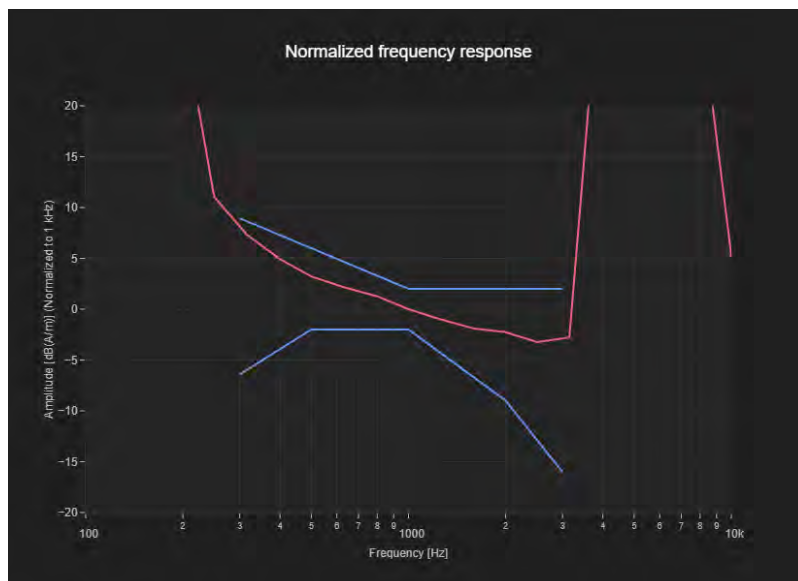 Normalized frequency response
20
15
10
5
0
−5
−10
−15
−20
Amplitude [dB(A/m)] (Normalized to 1 kHz)
100 2 3 4 5 6 7 8 9 1000 2 3 4 5 6 7 8 9 10k
Frequency [Hz]